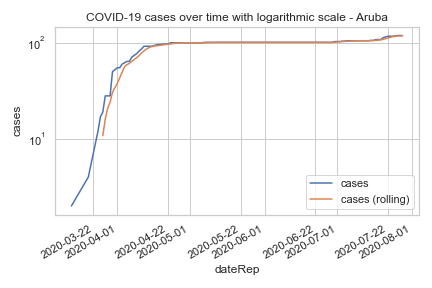 COVID-19 cases over time with logarithmic scale - Aruba
10²
10¹
cases
cases
cases (rolling)
2020-03-22
2020-04-01
2020-04-22
2020-05-01
2020-05-22
2020-06-01
2020-06-22
2020-07-01
2020-07-22
2020-08-01
dateRep